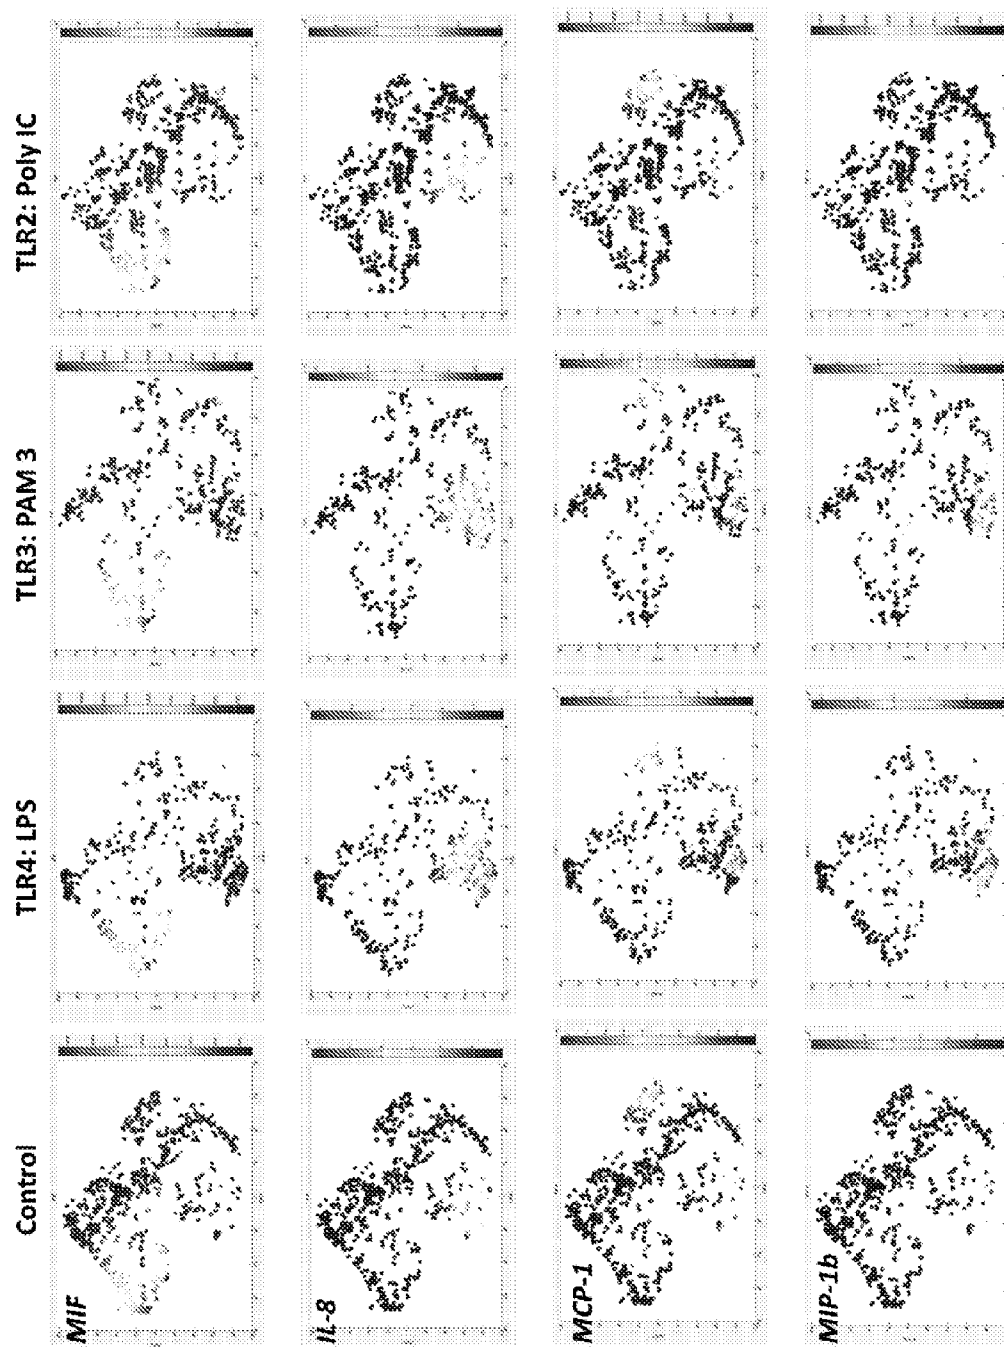 Control
TLR4: LPS
TLR3: PAM 3
TLR2: Poly IC
MIF
IL-8
MCP-1
MIP-1b